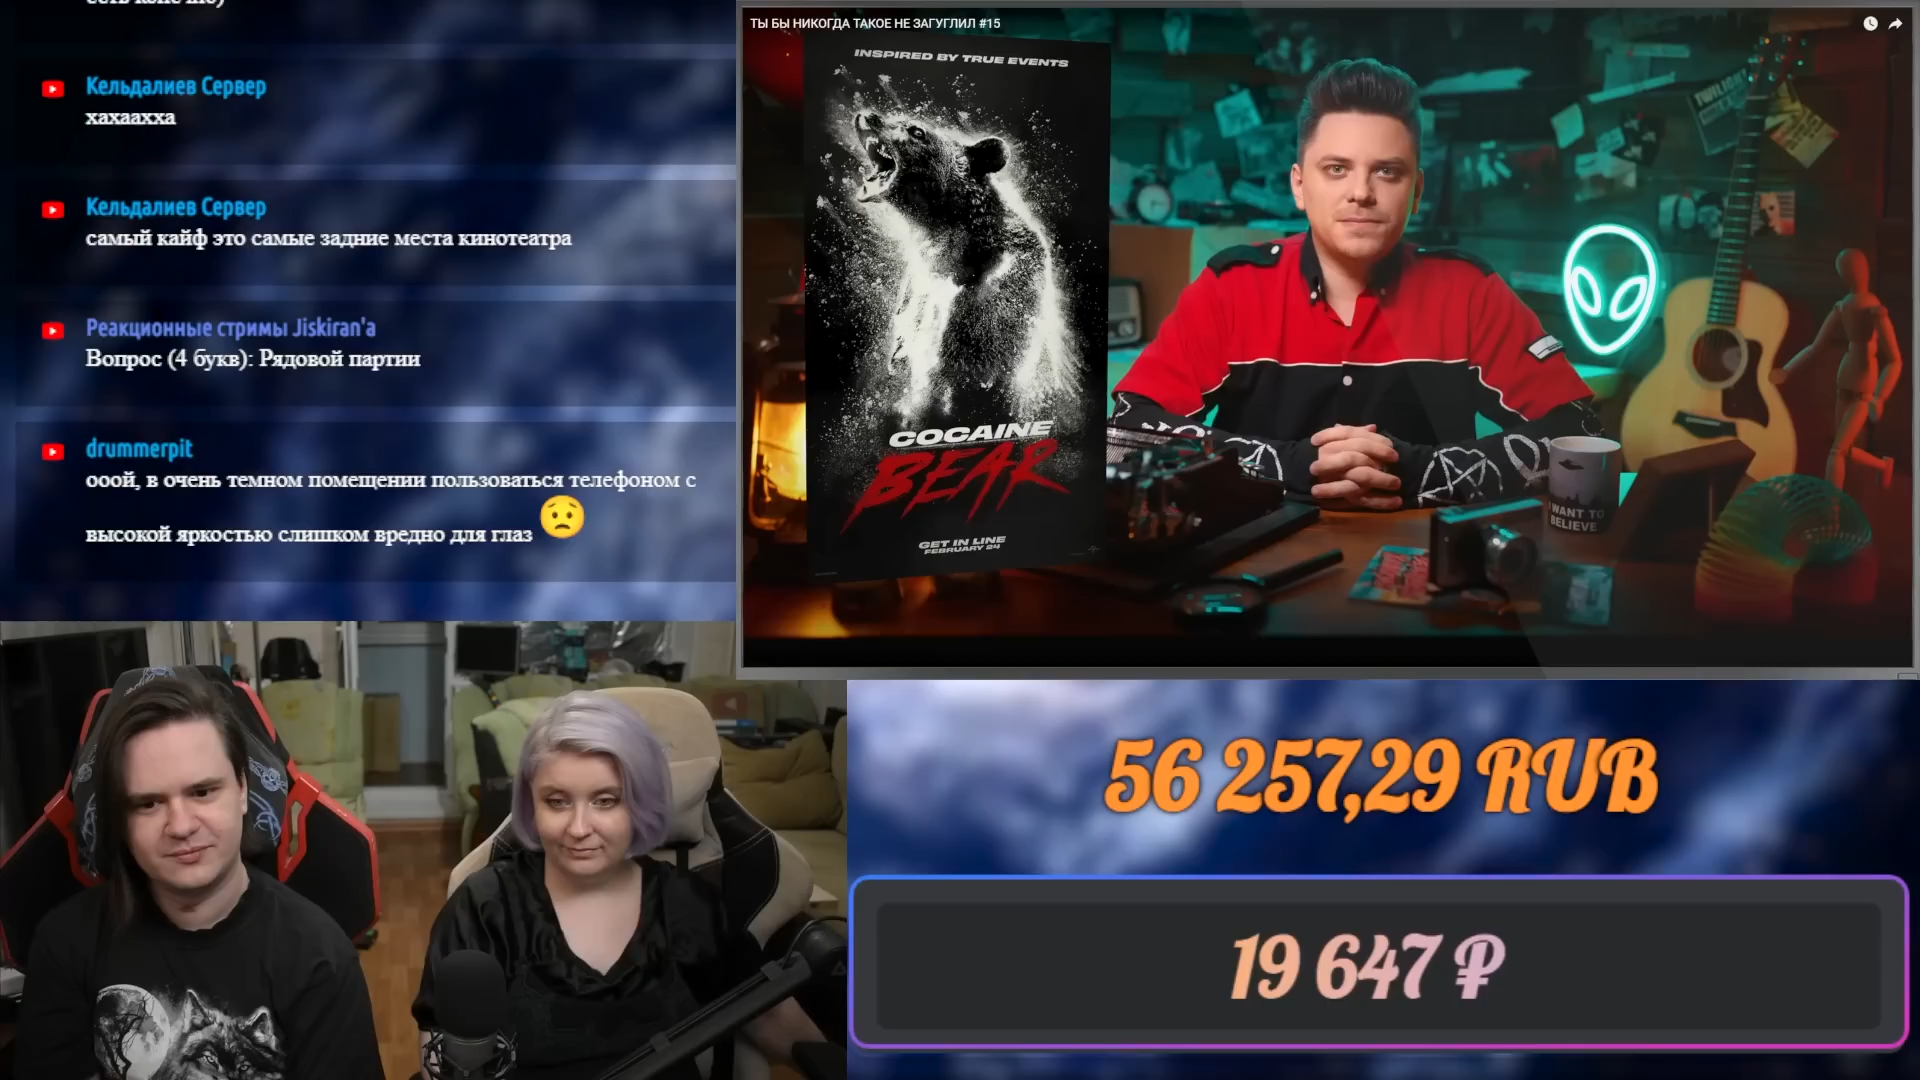 Кельдалиев Сервер
хахаахха
Кельдалиев Сервер
самый кайф это самые задние места кинотеатра
Реакционные стримы Jiskiran'a
Вопрос (4 букв): Рядовой партии
drummerpit
ооой, в очень темном помещении пользоваться телефоном с
высокой яркостью слишком вредно для глаз 😟
ТЫ БЫ НИКОГДА ТАКОЕ НЕ ЗАГУГЛИЛ #15
INSPIRED BY TRUE EVENTS
COCAINE
BEAR
GET IN LINE
FEBRUARY 24
I WANT TO
BELIEVE
56 257,29 RUB
19 647 ₽